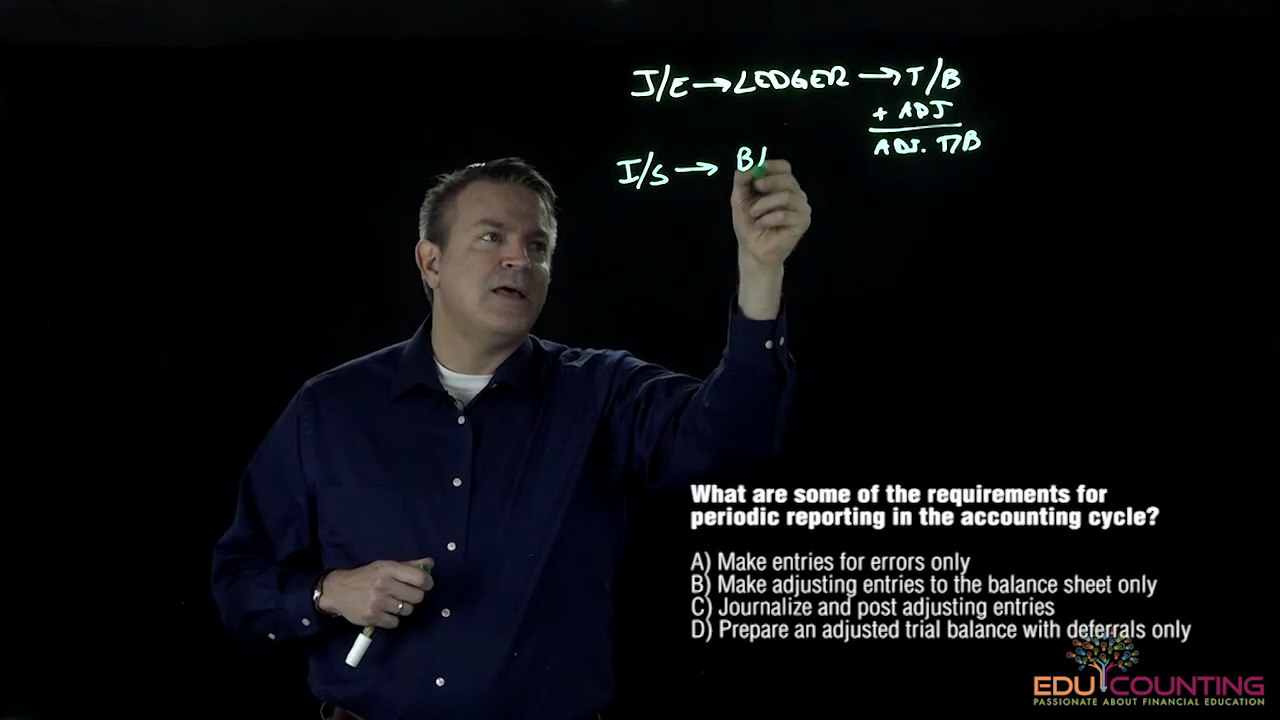 J/E → LEDGER → T/B
+ ADJ
ADJ. T/B
I/S → B/
What are some of the requirements for
periodic reporting in the accounting cycle?
A) Make entries for errors only
B) Make adjusting entries to the balance sheet only
C) Journalize and post adjusting entries
D) Prepare an adjusted trial balance with deferrals only
EDU COUNTING
PASSIONATE ABOUT FINANCIAL EDUCATION